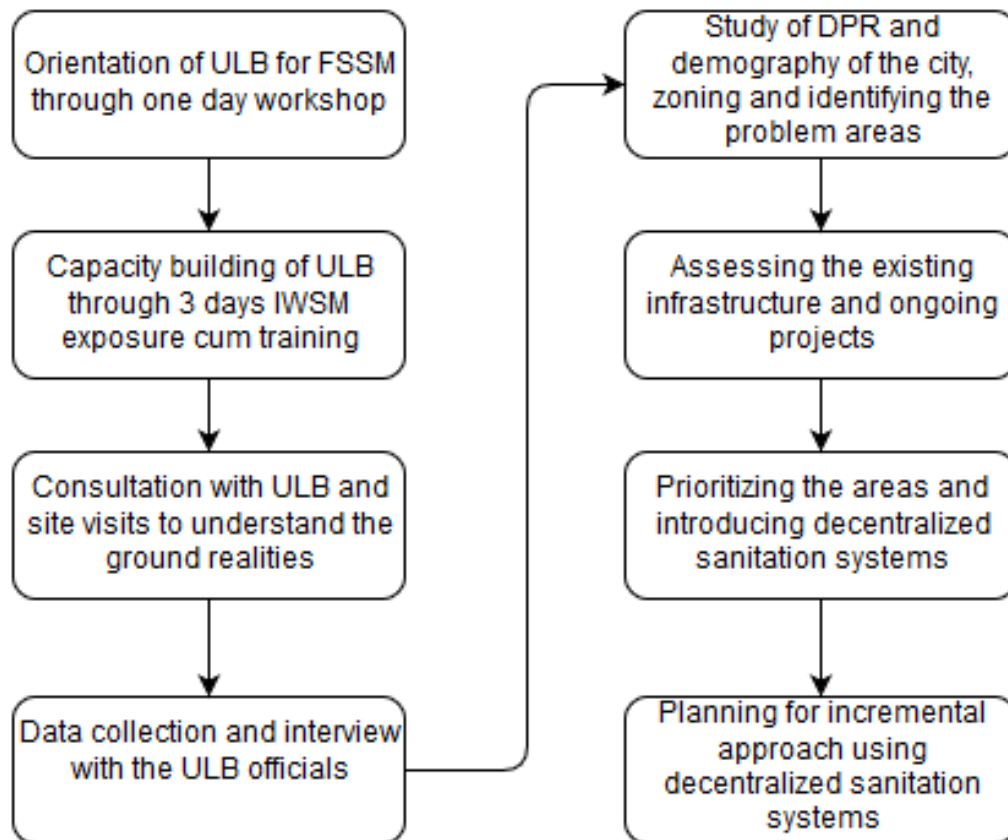 Orientation of ULB for FSSM
through one day workshop
Capacity building of ULB
through 3 days IWSM
exposure cum training
Consultation with ULB and
site visits to understand the
ground realities
Data collection and interview
with the ULB officials
Study of DPR and
demography of the city,
zoning and identifying the
problem areas
Assessing the existing
infrastructure and ongoing
projects
Prioritizing the areas and
introducing decentralized
sanitation systems
Planning for incremental
approach using
decentralized sanitation
systems